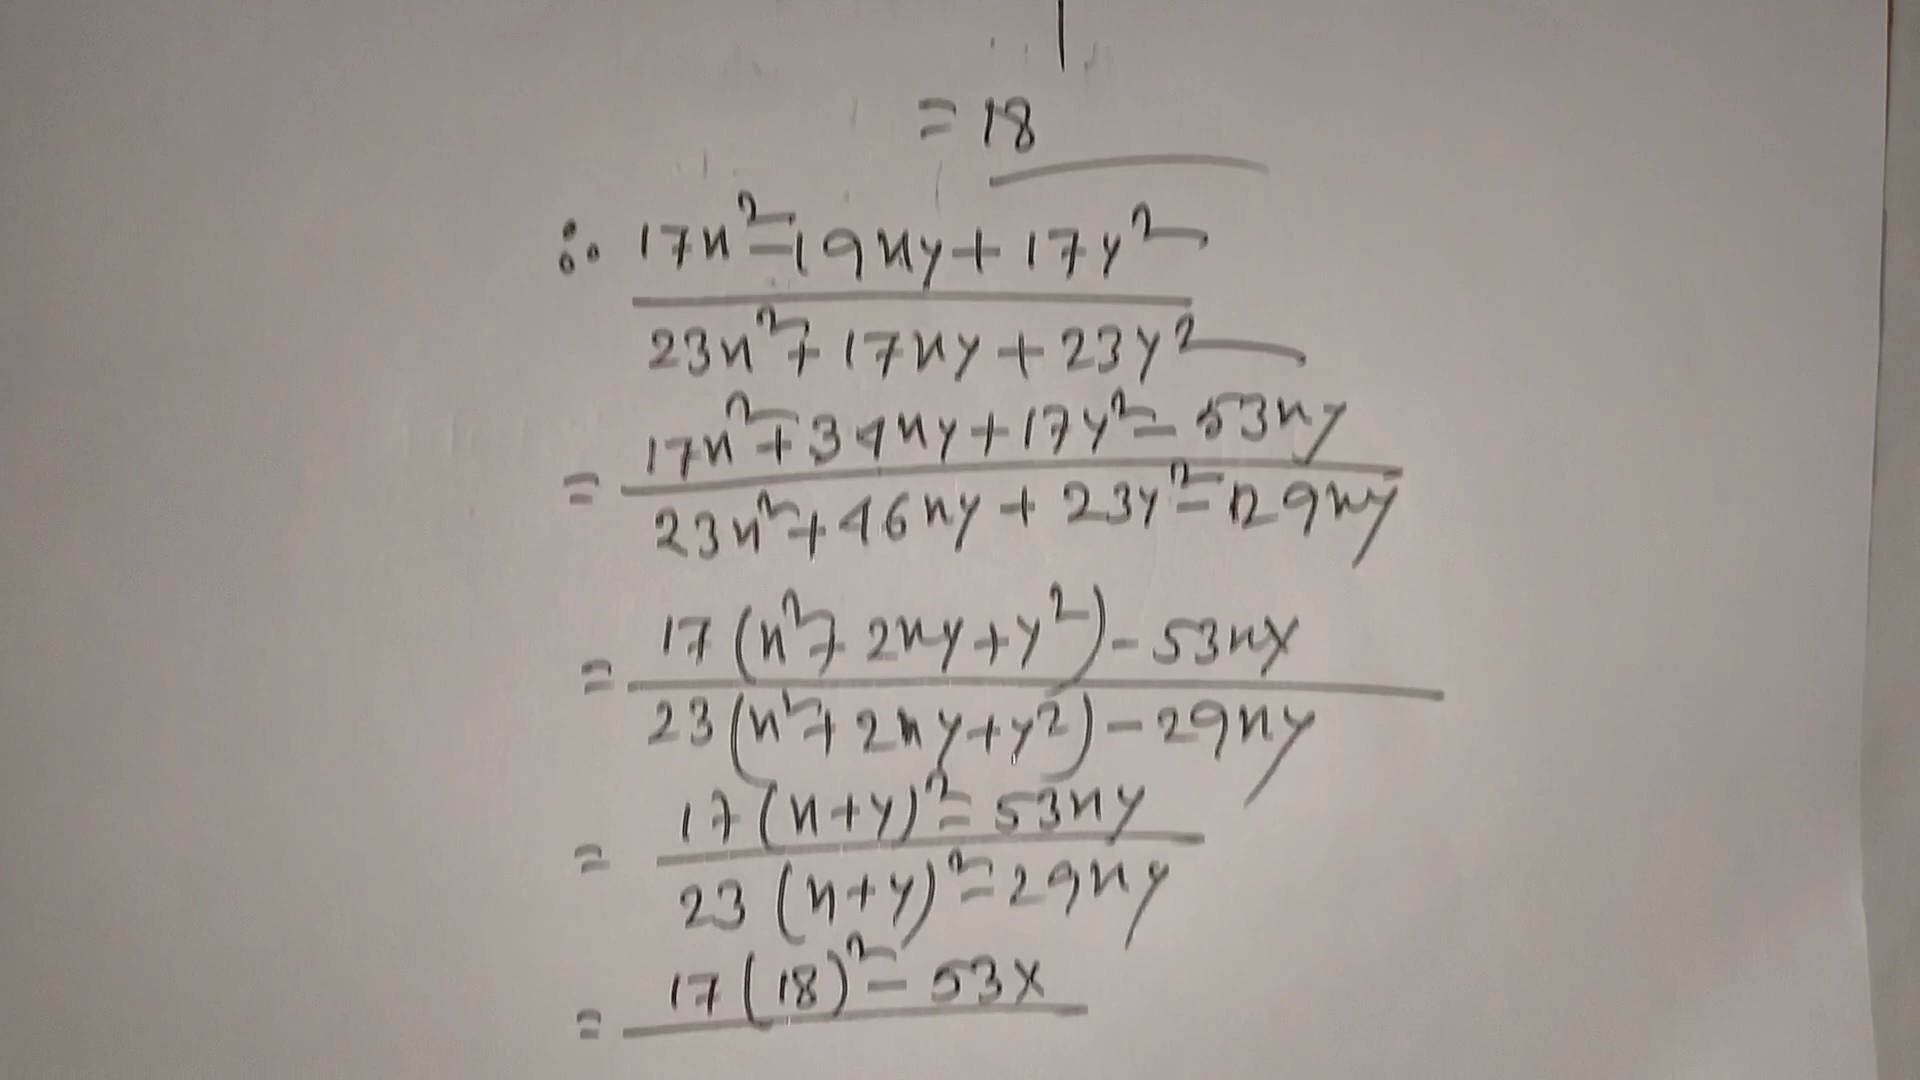 = 18
∴ 17x² - 19xy + 17y²
23x² + 17xy + 23y²
= 17x² + 34xy + 17y² - 53xy
23x² + 46xy + 23y² - 29xy
= 17(x² + 2xy + y²) - 53xy
23(x² + 2xy + y²) - 29xy
= 17(x+y)² - 53xy
23(x+y)² - 29xy
= 17(18)² - 53x